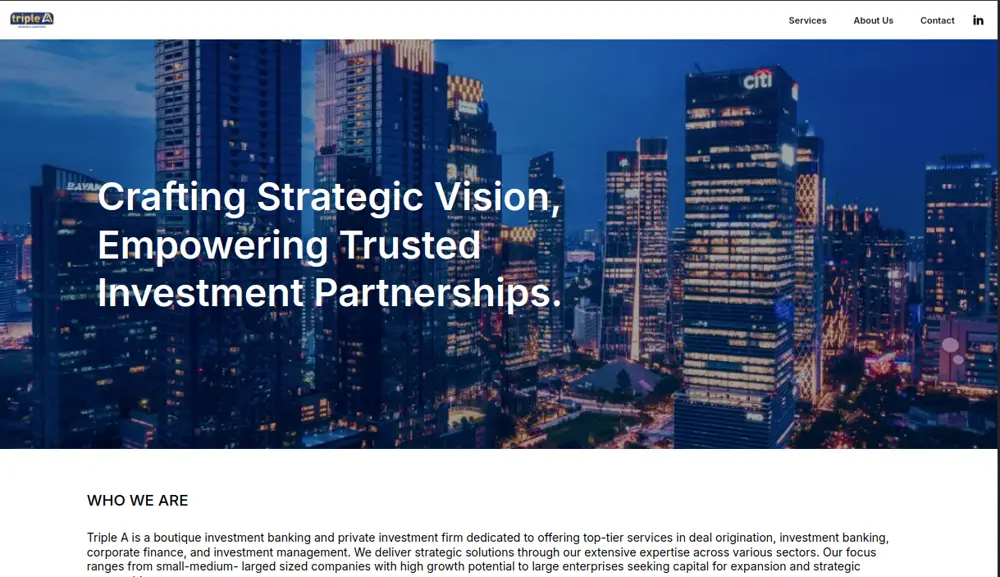 triple A
Services
About Us
Contact
in
citi
Crafting Strategic Vision,
Empowering Trusted
Investment Partnerships.
WHO WE ARE
Triple A is a boutique investment banking and private investment firm dedicated to offering top-tier services in deal origination, investment banking,
corporate finance, and investment management. We deliver strategic solutions through our extensive expertise across various sectors. Our focus
ranges from small-medium- larged sized companies with high growth potential to large enterprises seeking capital for expansion and strategic